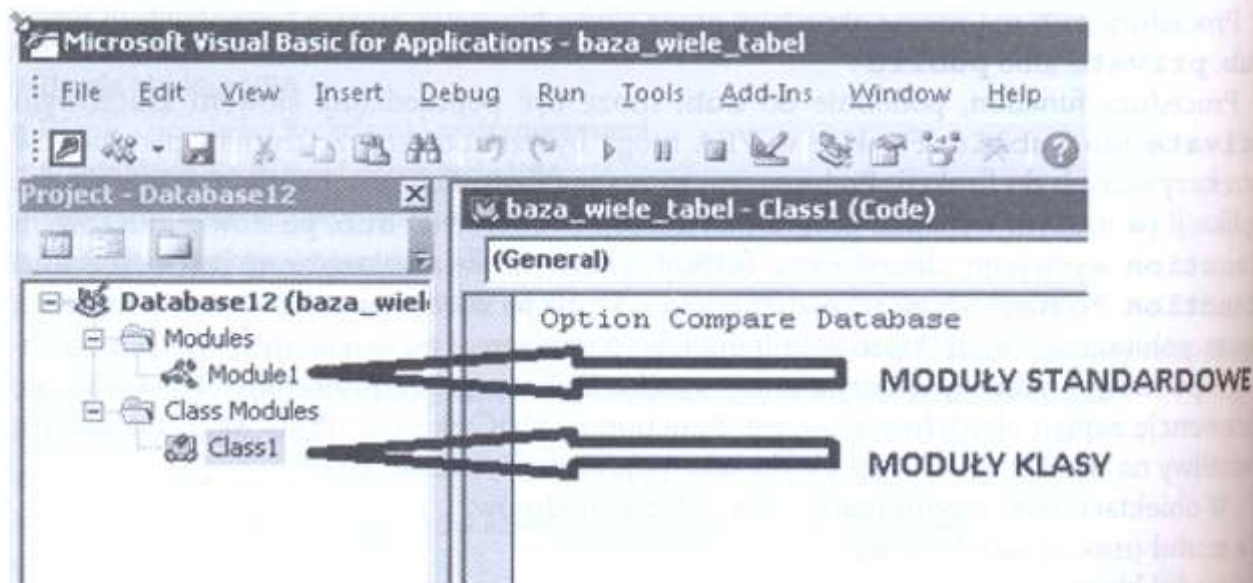 Microsoft Visual Basic for Applications - baza_wiele_tabel
File Edit View Insert Debug Run Tools Add-Ins Window Help
Project - Database12
baza_wiele_tabel - Class1 (Code)
(General)
Database12 (baza_wiel
Option Compare Database
Modules
Module1
MODUŁY STANDARDOWE
Class Modules
Class1
MODUŁY KLASY